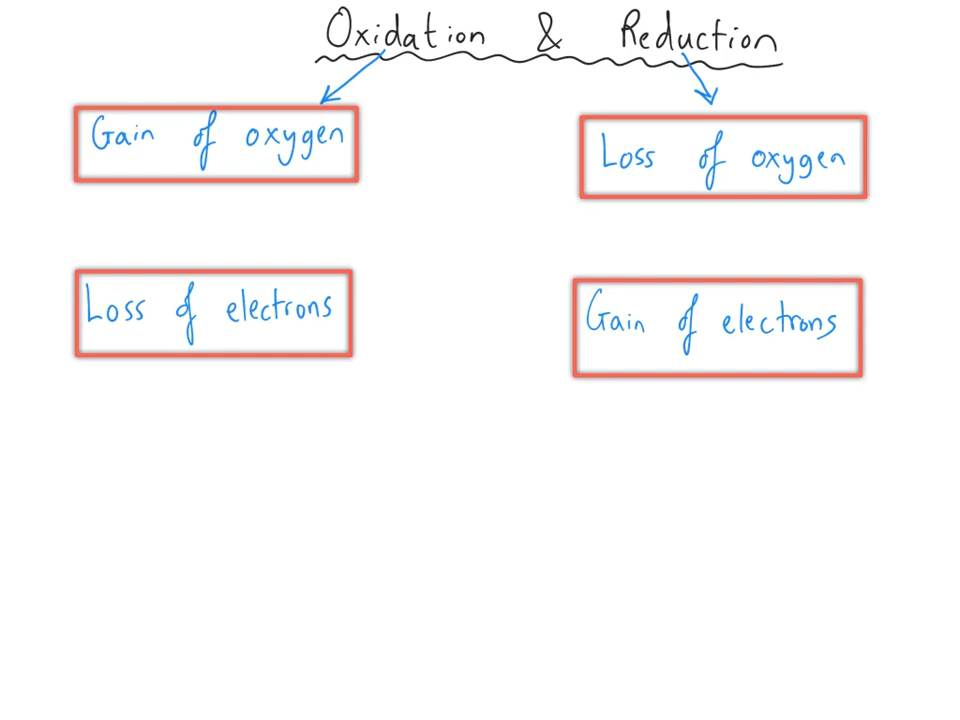 Oxidation & Reduction
Gain of oxygen
Loss of oxygen
Loss of electrons
Gain of electrons